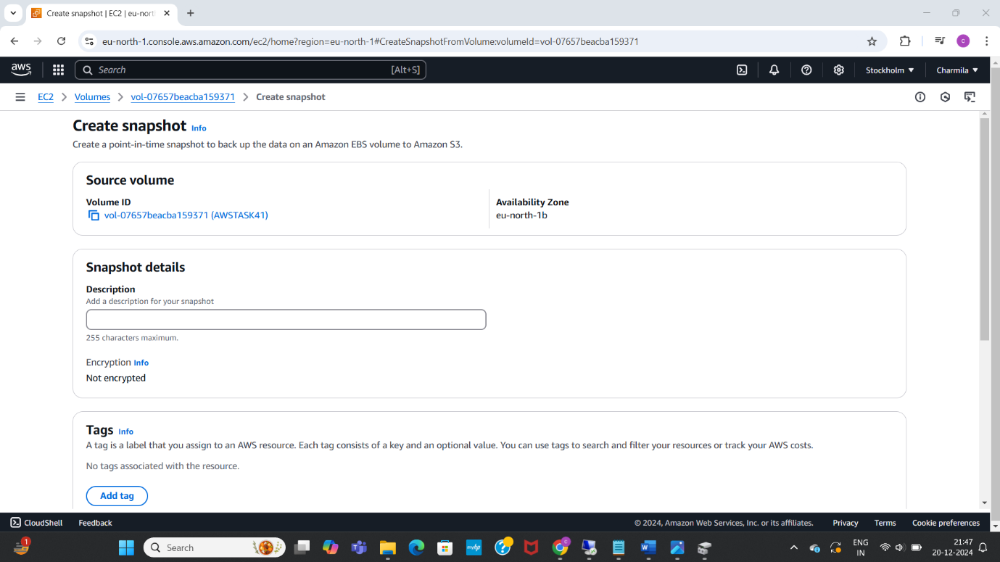 Create snapshot | EC2 | eu-nort
eu-north-1.console.aws.amazon.com/ec2/home?region=eu-north-1#CreateSnapshotFromVolume:volumeId=vol-07657beacba159371
C
aws
Search [Alt+S]
Stockholm
Charmila
EC2 Volumes vol-07657beacba159371 Create snapshot
Create snapshot Info
Create a point-in-time snapshot to back up the data on an Amazon EBS volume to Amazon S3.
Source volume
Volume ID
vol-07657beacba159371 (AWSTASK41)
Availability Zone
eu-north-1b
Snapshot details
Description
Add a description for your snapshot
255 characters maximum.
Encryption Info
Not encrypted
Tags Info
A tag is a label that you assign to an AWS resource. Each tag consists of a key and an optional value. You can use tags to search and filter your resources or track your AWS costs.
No tags associated with the resource.
Add tag
CloudShell Feedback © 2024, Amazon Web Services, Inc. or its affiliates. Privacy Terms Cookie preferences
1
Search
myhp
ENG
IN
21:47
20-12-2024